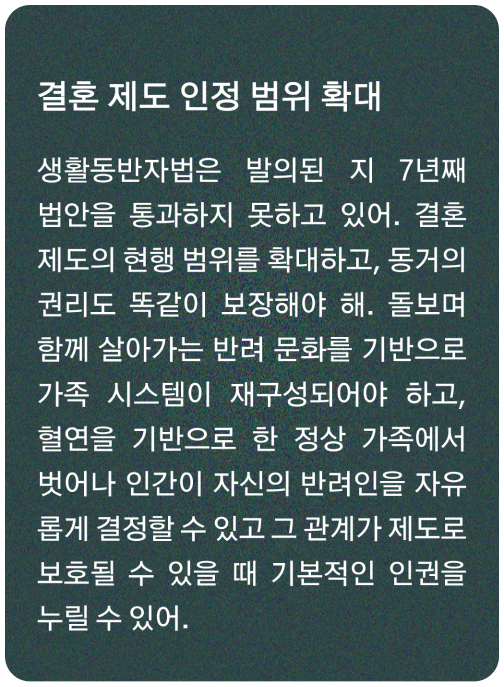 결혼 제도 인정 범위 확대
생활동반자법은 발의된 지 7년째
법안을 통과하지 못하고 있어. 결혼
제도의 현행 범위를 확대하고, 동거의
권리도 똑같이 보장해야 해. 돌보며
함께 살아가는 반려 문화를 기반으로
가족 시스템이 재구성되어야 하고,
혈연을 기반으로 한 정상 가족에서
벗어나 인간이 자신의 반려인을 자유
롭게 결정할 수 있고 그 관계가 제도로
보호될 수 있을 때 기본적인 인권을
누릴 수 있어.